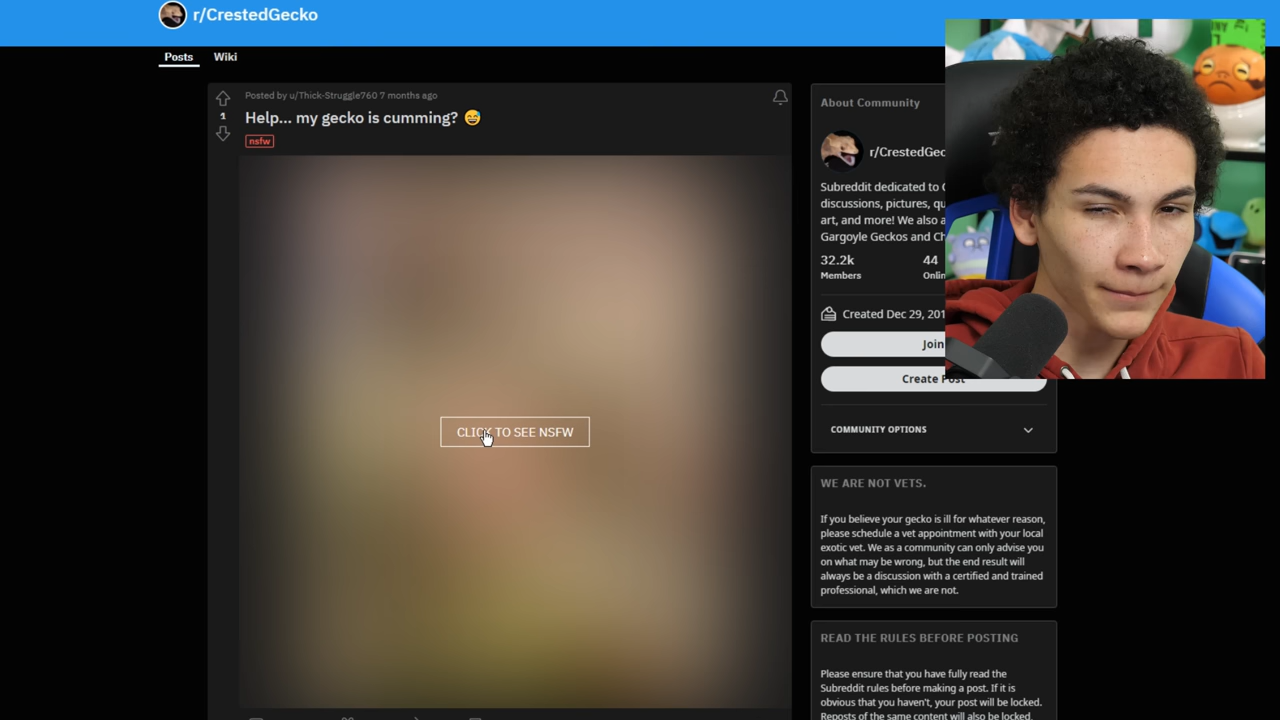 r/CrestedGecko
Posts Wiki
Posted by u/Thick-Struggle760 7 months ago
1
Help... my gecko is cumming? 😅
nsfw
CLICK TO SEE NSFW
About Community
r/CrestedGec
Subreddit dedicated to
discussions, pictures, qu
art, and more! We also a
Gargoyle Geckos and Ch
32.2k 44
Members Onlin
Created Dec 29, 201
Join
Create Post
COMMUNITY OPTIONS
WE ARE NOT VETS.
If you believe your gecko is ill for whatever reason,
please schedule a vet appointment with your local
exotic vet. We as a community can only advise you
on what may be wrong, but the end result will
always be a discussion with a certified and trained
professional, which we are not.
READ THE RULES BEFORE POSTING
Please ensure that you have fully read the
Subreddit rules before making a post. If it is
obvious that you haven't, your post will be locked.
Reposts of the same content will also be locked.